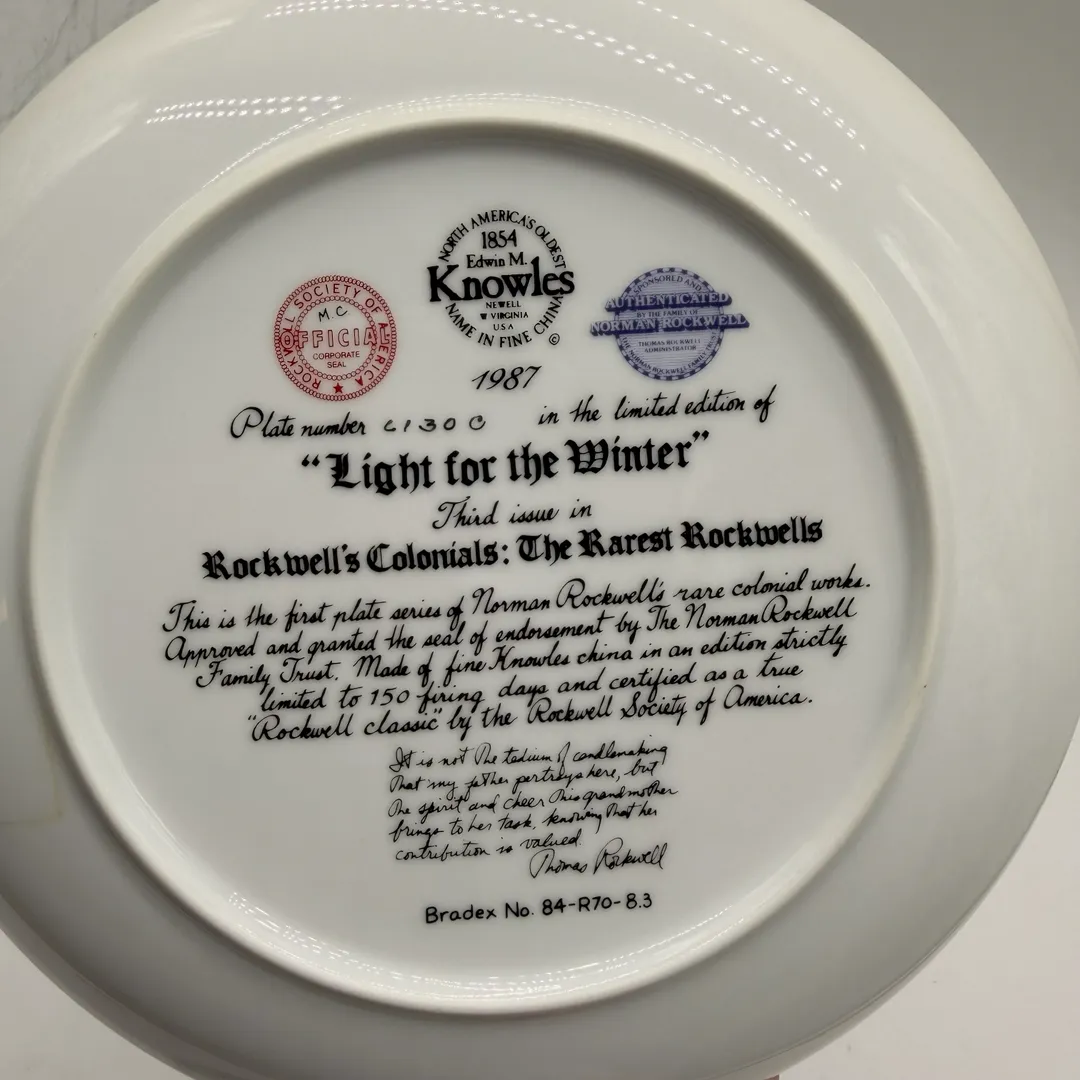 NORTH AMERICA'S OLDEST
1854
Edwin M.
Knowles
NEWELL
W VIRGINIA
USA
NAME IN FINE CHINA
©
ROCKWELL SOCIETY OF AMERICA
M.C
OFFICIAL
CORPORATE
SEAL
SPONSORED AND
AUTHENTICATED
BY THE FAMILY OF
NORMAN ROCKWELL
THOMAS ROCKWELL
ADMINISTRATOR
THE NORMAN ROCKWELL FAMILY TRUST
1987
Plate number in the limited edition of
"Light for the Winter"
Third issue in
Rockwell's Colonials: The Rarest Rockwells
This is the first plate series of Norman Rockwell's rare colonial works.
Approved and granted the seal of endorsement by The Norman Rockwell
Family Trust. Made of fine Knowles china in an edition strictly
limited to 150 firing days and certified as a true
"Rockwell classic" by the Rockwell Society of America.
It is not the tedium of candlemaking
that my father portrays here, but
the spirit and cheer this grandmother
brings to her task, knowing that her
contribution is valued.
Thomas Rockwell
Bradex No. 84-R70-8.3